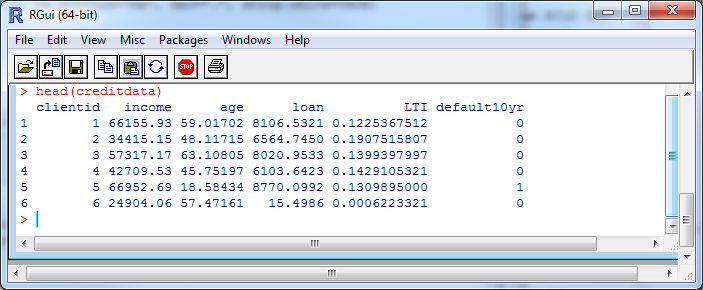 RGui (64-bit)
File Edit View Misc Packages Windows Help
STOP
> head(creditdata)
clientid income age loan LTI default10yr
1 1 66155.93 59.01702 8106.5321 0.1225367512 0
2 2 34415.15 48.11715 6564.7450 0.1907515807 0
3 3 57317.17 63.10805 8020.9533 0.1399397997 0
4 4 42709.53 45.75197 6103.6423 0.1429105321 0
5 5 66952.69 18.58434 8770.0992 0.1309895000 1
6 6 24904.06 57.47161 15.4986 0.0006223321 0
>